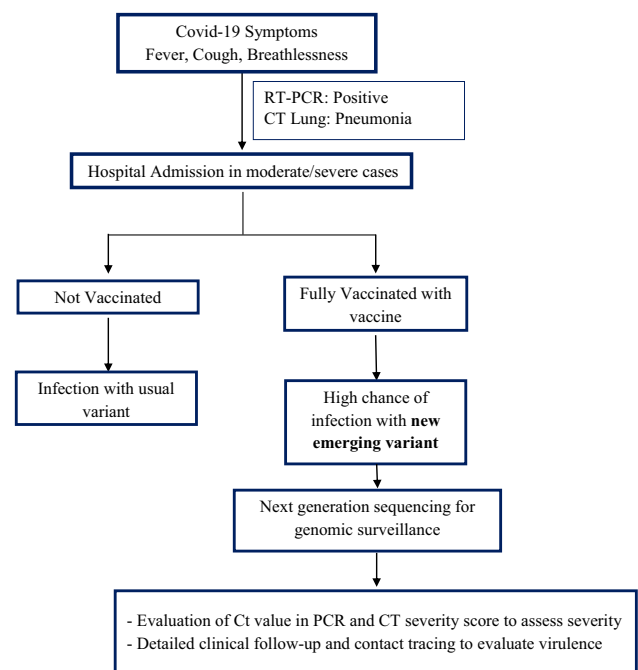 Covid-19 Symptoms
Fever, Cough, Breathlessness
RT-PCR: Positive
CT Lung: Pneumonia
Hospital Admission in moderate/severe cases
Not Vaccinated
Fully Vaccinated with
vaccine
Infection with usual
variant
High chance of
infection with new
emerging variant
Next generation sequencing for
genomic surveillance
- Evaluation of Ct value in PCR and CT severity score to assess severity
- Detailed clinical follow-up and contact tracing to evaluate virulence